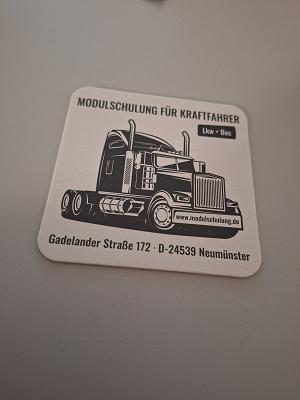 MODULSCHULUNG FÜR KRAFTFAHRER
Lkw + Bus
www.modulschulung.de
Gadelander Straße 172 · D-24539 Neumünster